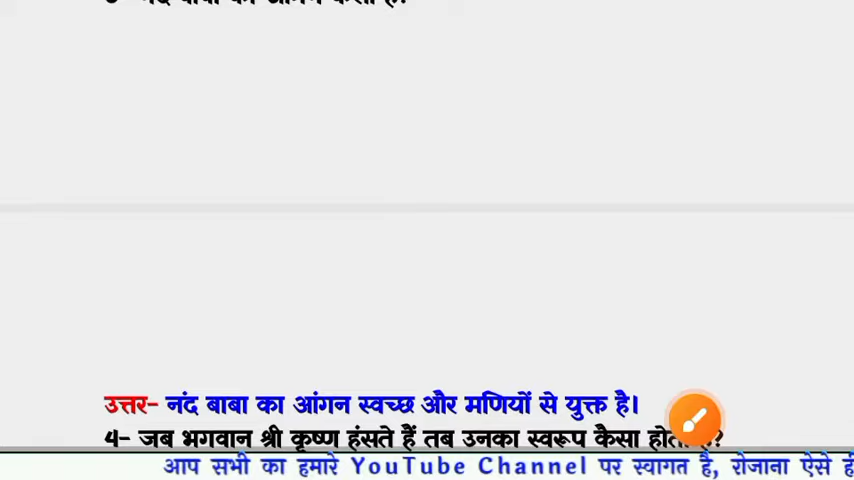 उत्तर- नंद बाबा का आंगन स्वच्छ और मणियों से युक्त है।
4- जब भगवान श्री कृष्ण हंसते हैं तब उनका स्वरूप कैसा होता है?
आप सभी का हमारे YouTube Channel पर स्वागत है, रोजाना ऐसे ही